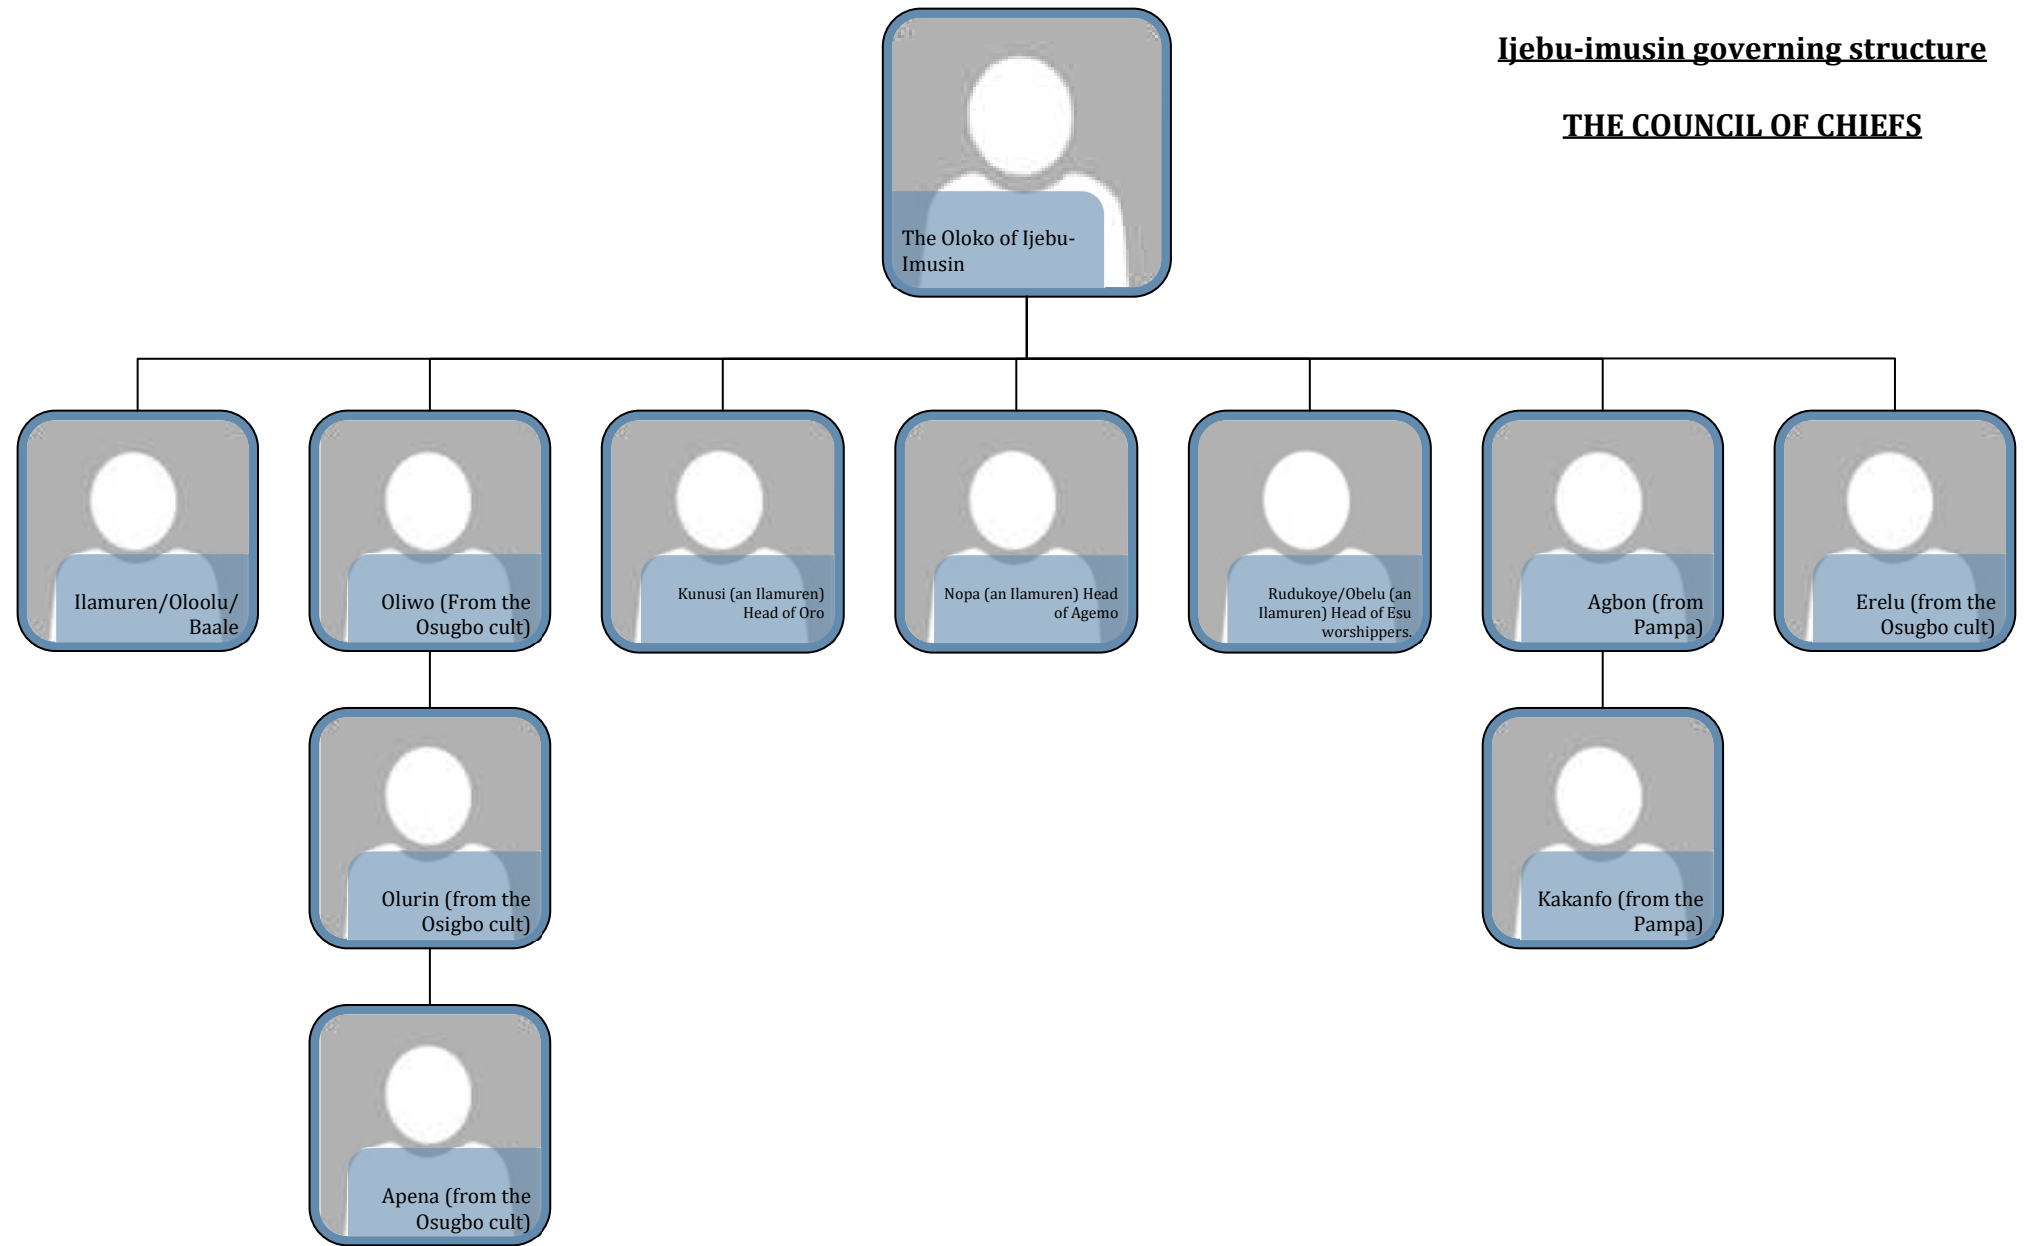 Ijebu-imusin governing structure
THE COUNCIL OF CHIEFS
The Oloko of Ijebu-
Imusin
Ilamuren/Oloolu/
Baale
Oliwo (From the
Osugbo cult)
Kunusi (an Ilamuren)
Head of Oro
Nopa (an Ilamuren) Head
of Agemo
Rudukoye/Obelu (an
Ilamuren) Head of Esu
worshippers.
Agbon (from
Pampa)
Erelu (from the
Osugbo cult)
Olurin (from the
Osigbo cult)
Kakanfo (from the
Pampa)
Apena (from the
Osugbo cult)